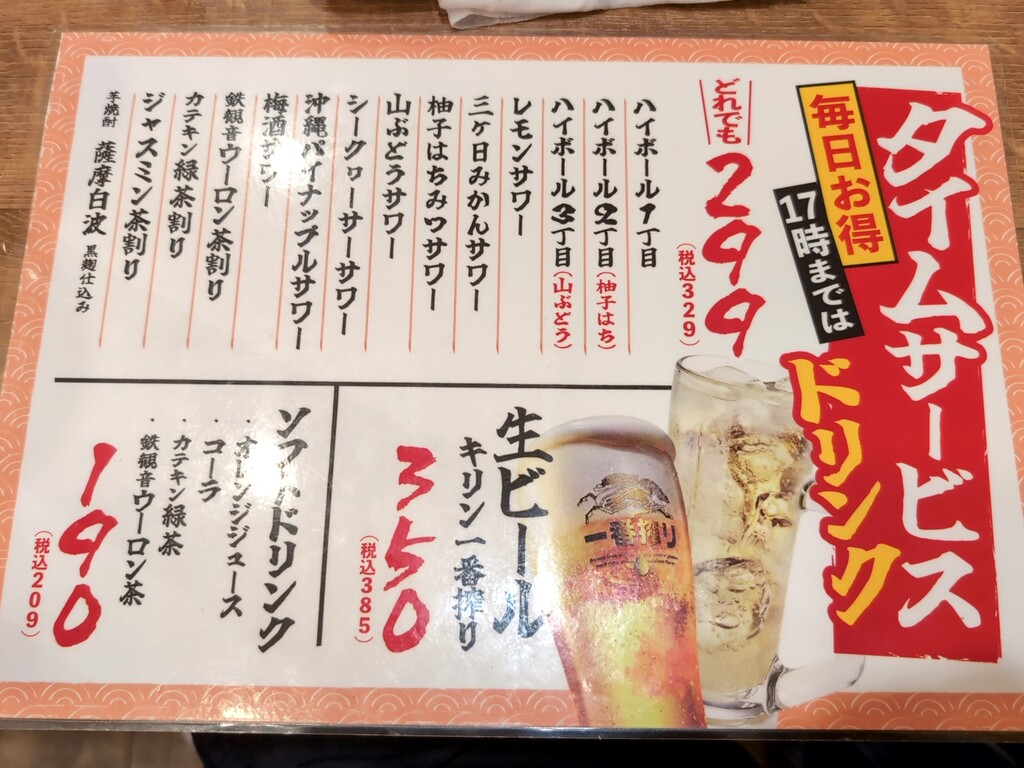 タイムサービス
ドリンク
毎日お得
17時までは
どれでも
299
(税込329)
ハイボール1丁目
ハイボール2丁目(柚子はち)
ハイボール3丁目(山ぶどう)
レモンサワー
三ヶ日みかんサワー
柚子はちみつサワー
山ぶどうサワー
シークヮーサーサワー
沖縄パイナップルサワー
梅酒サワー
鉄観音ウーロン茶割り
カテキン緑茶割り
ジャスミン茶割り
芋焼酎 薩摩白波 黒麹仕込み
生ビール
キリン一番搾り
350
(税込385)
一番搾り
ソフトドリンク
・オレンジジュース
・コーラ
・カテキン緑茶
・鉄観音ウーロン茶
190
(税込209)